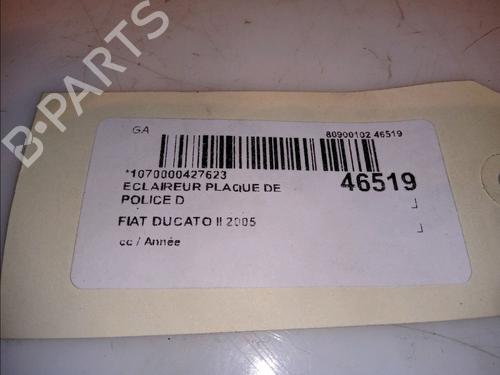 B-PARTS
GA
80900102 46519
*1070000427623
46519
ECLAIREUR PLAQUE DE
POLICE D
FIAT DUCATO II 2005
cc / Année